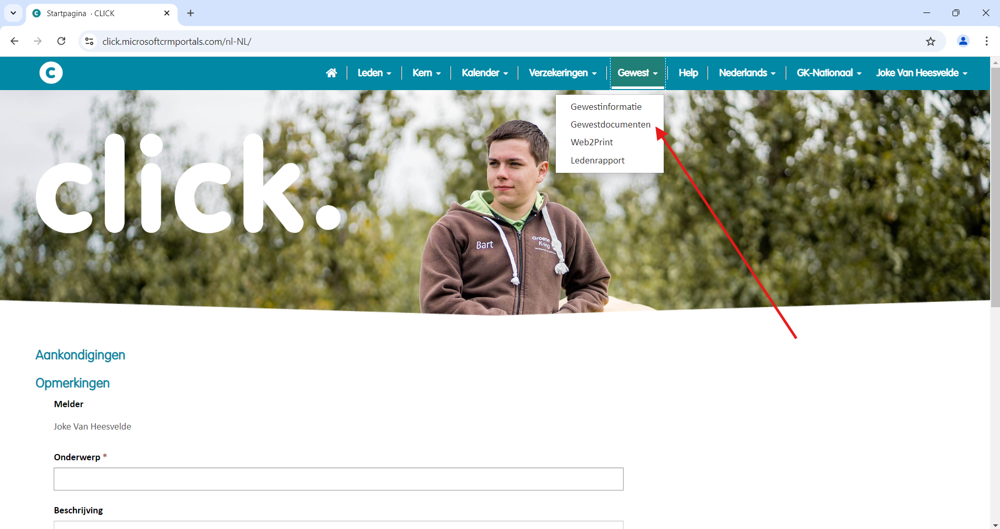 Startpagina · CLICK
click.microsoftcrmportals.com/nl-NL/
c
Leden
Kern
Kalender
Verzekeringen
Gewest
Help
Nederlands
GK-Nationaal
Joke Van Heesvelde
Gewestinformatie
Gewestdocumenten
Web2Print
Ledenrapport
click.
Bart
Groene
Kring
Aankondigingen
Opmerkingen
Melder
Joke Van Heesvelde
Onderwerp *
Beschrijving